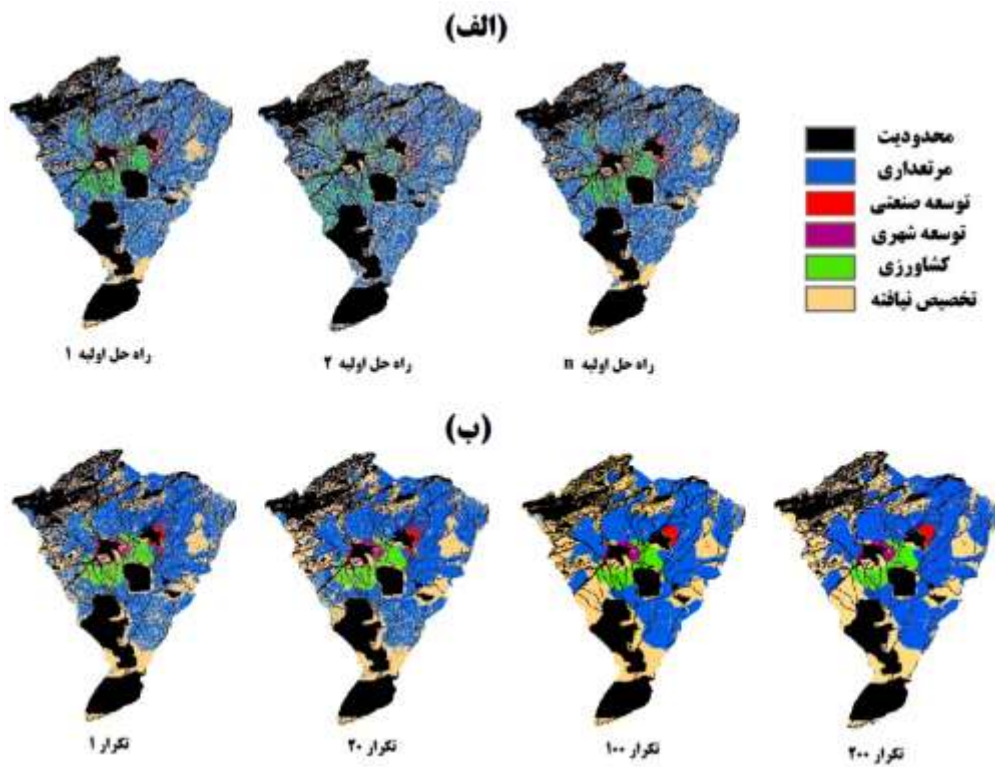 (الف)
محدودیت
مرتعداری
توسعه صنعتی
توسعه شهری
کشاورزی
تخصیص نیافته
راه حل اولیه ۱
راه حل اولیه ۲
راه حل اولیه n
(ب)
تکرار ۱
تکرار ۲۰
تکرار ۱۰۰
تکرار ۲۰۰